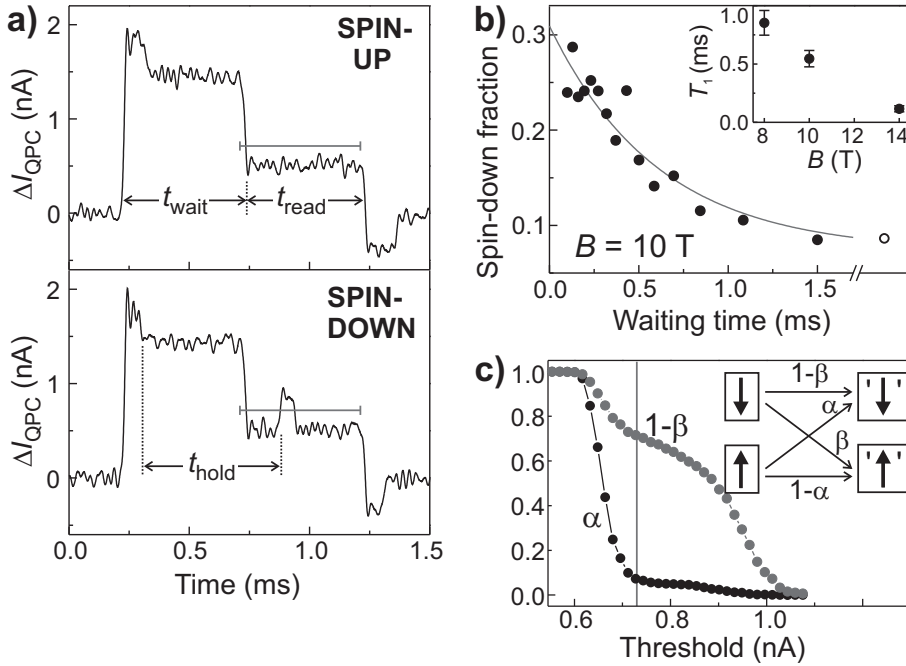 a)
SPIN-
UP
ΔI_QPC (nA)
2
1
0
t_wait
t_read
SPIN-
DOWN
ΔI_QPC (nA)
2
1
0
t_hold
0.0 0.5 1.0 1.5
Time (ms)
b)
Spin-down fraction
0.3
0.2
0.1
B = 10 T
0.0 0.5 1.0 1.5
Waiting time (ms)
T_1 (ms)
1.0
0.5
0.0
8 10 12 14
B (T)
c)
1.0
0.8
0.6
0.4
0.2
0.0
α
1-β
0.6 0.8 1.0
Threshold (nA)
1-β
↓ '↓'
α
β
↑ '↑'
1-α